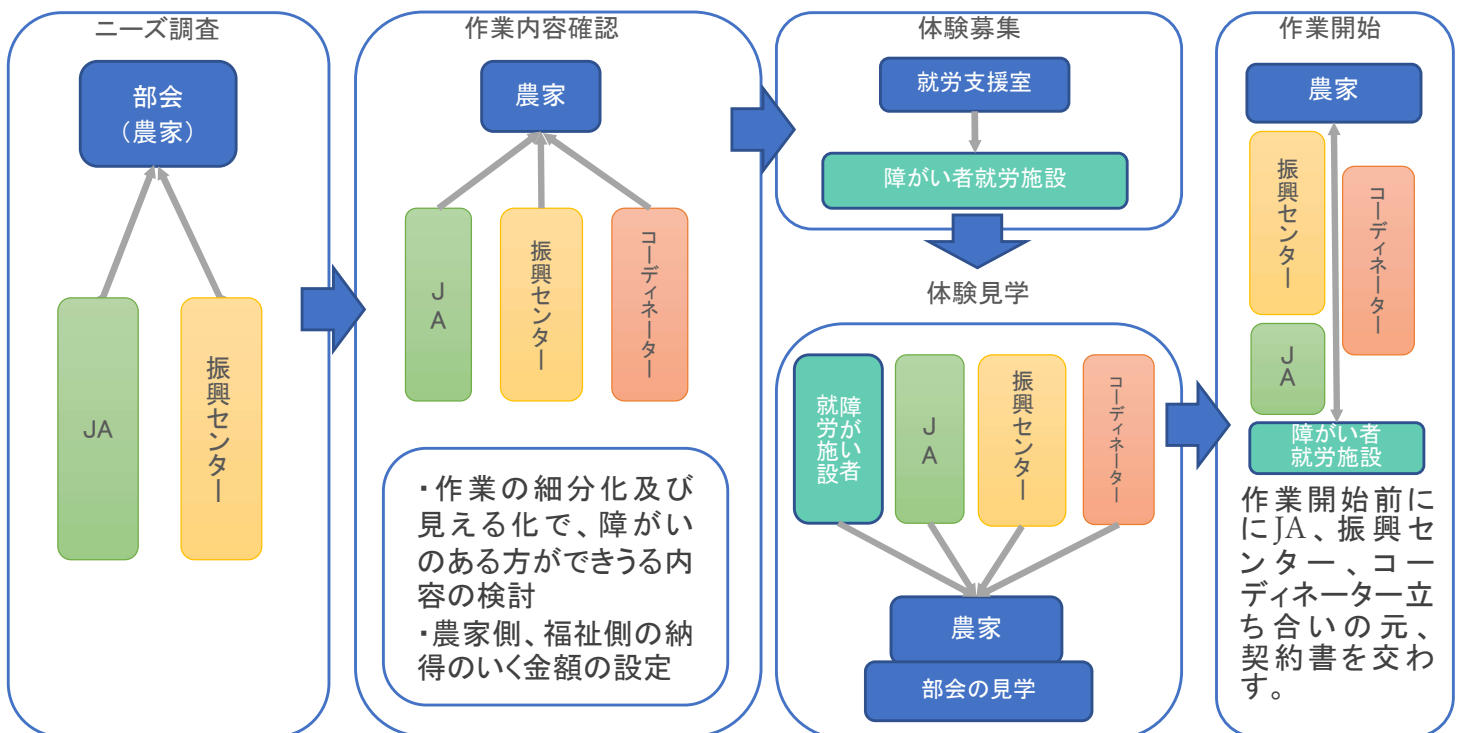 ニーズ調査
部会
（農家）
JA
振興センター
作業内容確認
農家
JA
振興センター
コーディネーター
・作業の細分化及び
見える化で、障がい
のある方ができうる内
容の検討
・農家側、福祉側の納
得のいく金額の設定
体験募集
就労支援室
障がい者就労施設
体験見学
障がい者
就労施設
JA
振興センター
コーディネーター
農家
部会の見学
作業開始
農家
振興センター
コーディネーター
JA
障がい者
就労施設
作業開始前に
にJA、振興セ
ンター、コー
ディネーター立
ち合いの元、
契約書を交わ
す。